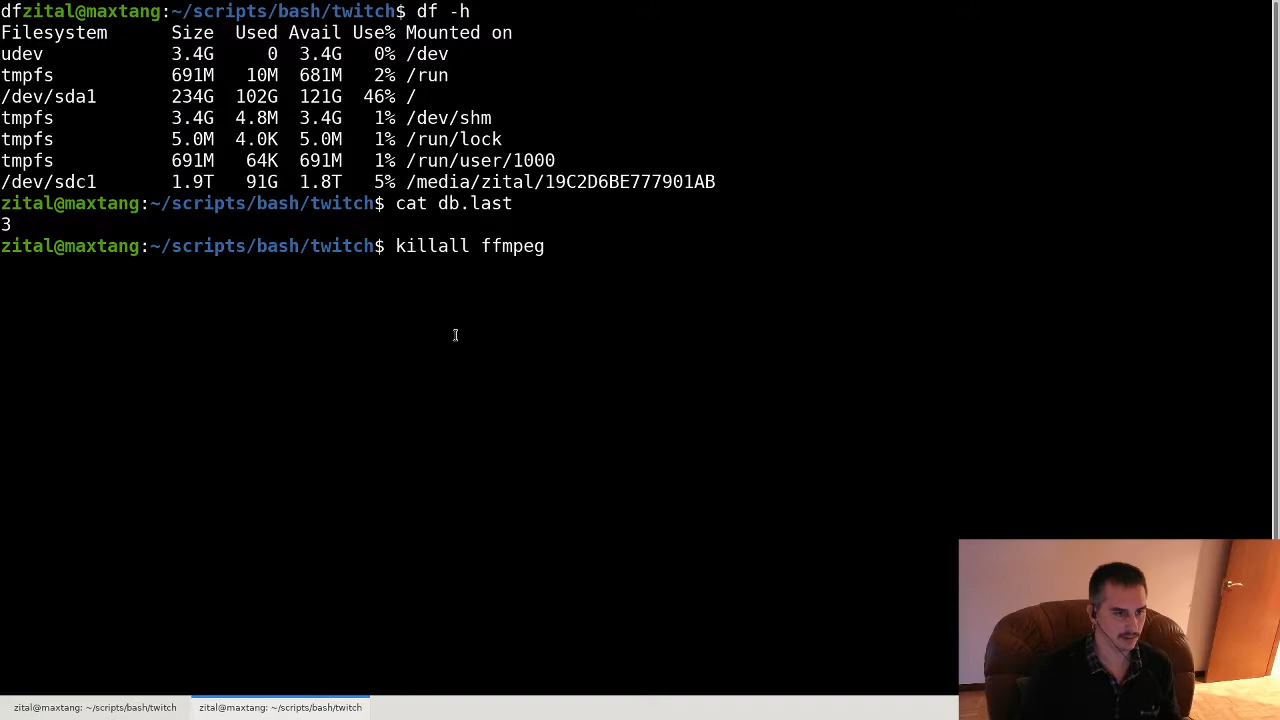 dfzital@maxtang:~/scripts/bash/twitch$ df -h
Filesystem      Size  Used Avail Use% Mounted on
udev            3.4G     0  3.4G   0% /dev
tmpfs           691M   10M  681M   2% /run
/dev/sda1       234G  102G  121G  46% /
tmpfs           3.4G  4.8M  3.4G   1% /dev/shm
tmpfs           5.0M  4.0K  5.0M   1% /run/lock
tmpfs           691M   64K  691M   1% /run/user/1000
/dev/sdc1       1.9T   91G  1.8T   5% /media/zital/19C2D6BE777901AB
zital@maxtang:~/scripts/bash/twitch$ cat db.last
3
zital@maxtang:~/scripts/bash/twitch$ killall ffmpeg
zital@maxtang: ~/scripts/bash/twitch
zital@maxtang: ~/scripts/bash/twitch